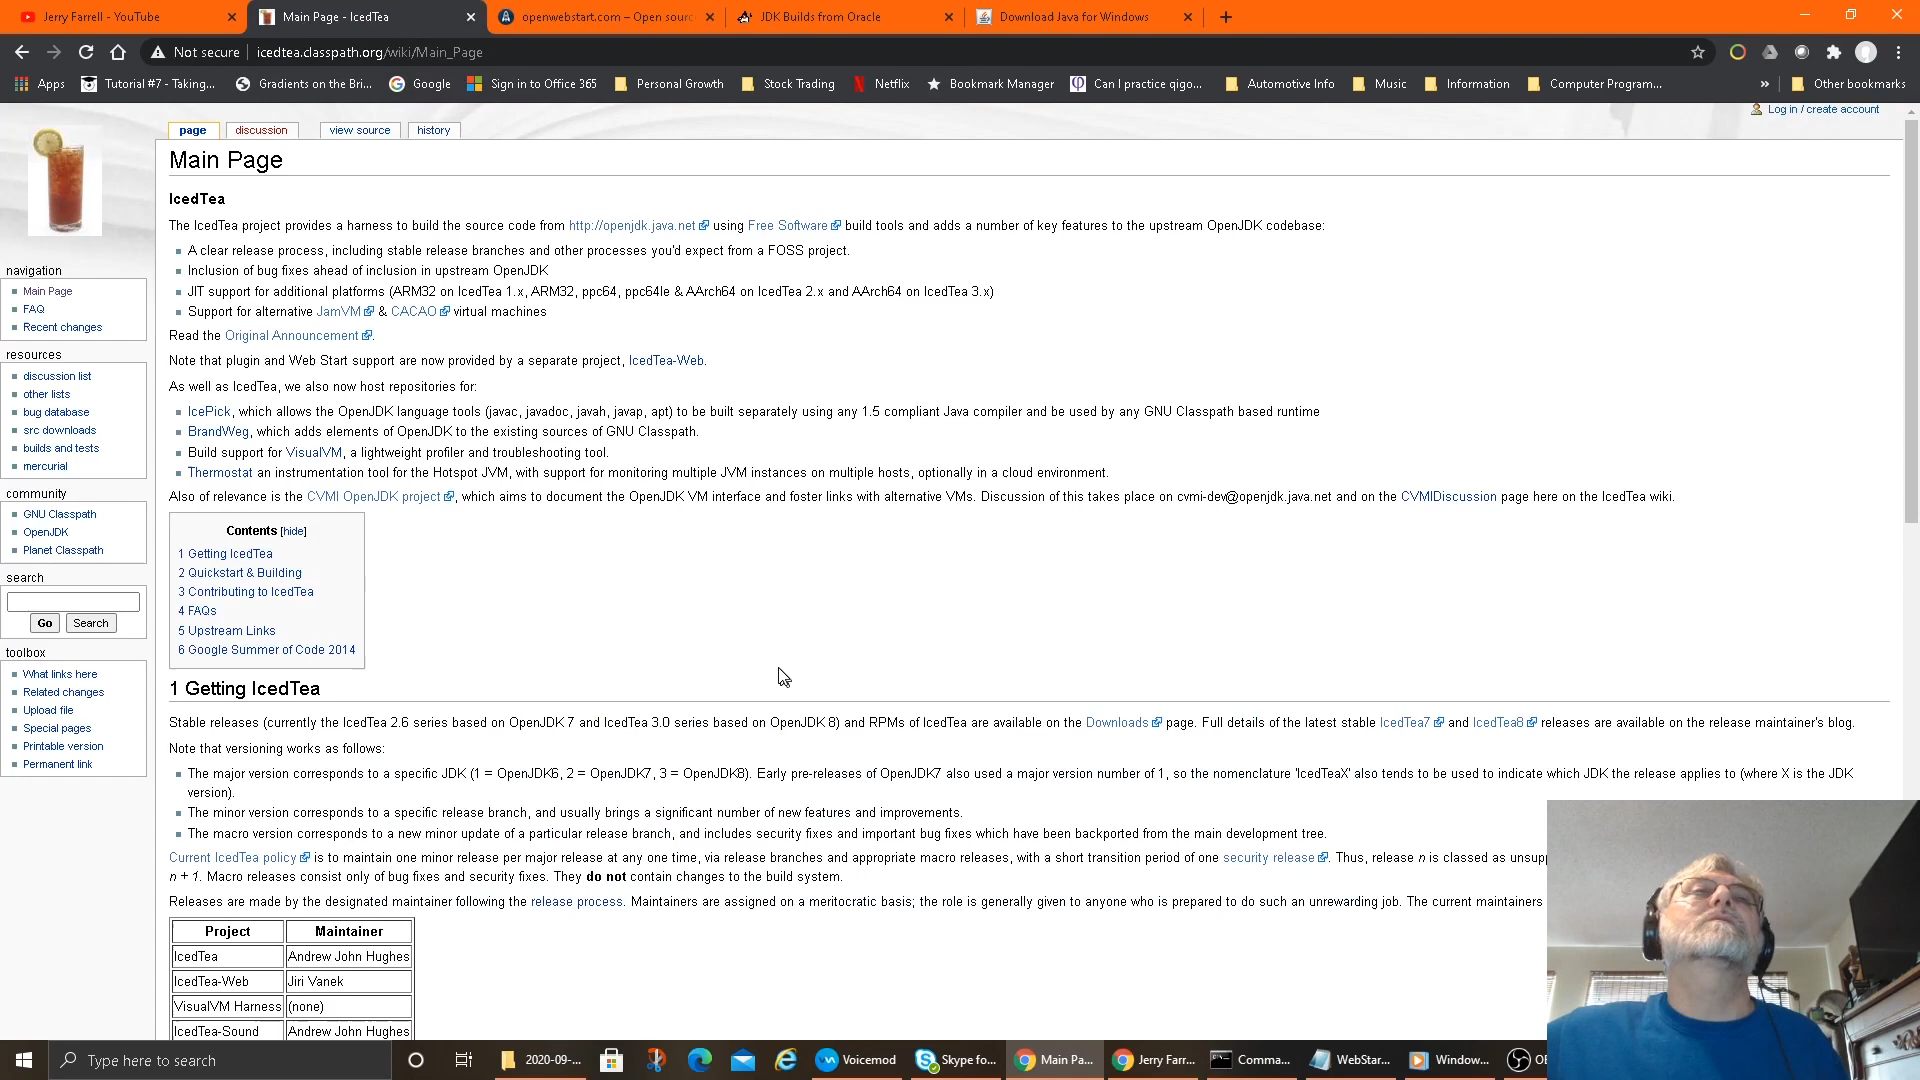 Jerry Farrell - YouTube
Main Page - IcedTea
openwebstart.com – Open sourc
JDK Builds from Oracle
Download Java for Windows
Not secure
icedtea.classpath.org/wiki/Main_Page
Apps
Tutorial #7 - Taking...
Gradients on the Bri...
Google
Sign in to Office 365
Personal Growth
Stock Trading
Netflix
Bookmark Manager
Can I practice qigo...
Automotive Info
Music
Information
Computer Program...
»
Other bookmarks
Log in / create account
page
discussion
view source
history
Main Page
IcedTea
The IcedTea project provides a harness to build the source code from http://openjdk.java.net using Free Software build tools and adds a number of key features to the upstream OpenJDK codebase:
A clear release process, including stable release branches and other processes you'd expect from a FOSS project.
Inclusion of bug fixes ahead of inclusion in upstream OpenJDK
JIT support for additional platforms (ARM32 on IcedTea 1.x, ARM32, ppc64, ppc64le & AArch64 on IcedTea 2.x and AArch64 on IcedTea 3.x)
Support for alternative JamVM & CACAO virtual machines
Read the Original Announcement.
Note that plugin and Web Start support are now provided by a separate project, IcedTea-Web.
As well as IcedTea, we also now host repositories for:
IcePick, which allows the OpenJDK language tools (javac, javadoc, javah, javap, apt) to be built separately using any 1.5 compliant Java compiler and be used by any GNU Classpath based runtime
BrandWeg, which adds elements of OpenJDK to the existing sources of GNU Classpath.
Build support for VisualVM, a lightweight profiler and troubleshooting tool.
Thermostat an instrumentation tool for the Hotspot JVM, with support for monitoring multiple JVM instances on multiple hosts, optionally in a cloud environment.
Also of relevance is the CVMI OpenJDK project, which aims to document the OpenJDK VM interface and foster links with alternative VMs. Discussion of this takes place on cvmi-dev@openjdk.java.net and on the CVMIDiscussion page here on the IcedTea wiki.
Contents [hide]
1 Getting IcedTea
2 Quickstart & Building
3 Contributing to IcedTea
4 FAQs
5 Upstream Links
6 Google Summer of Code 2014
1 Getting IcedTea
Stable releases (currently the IcedTea 2.6 series based on OpenJDK 7 and IcedTea 3.0 series based on OpenJDK 8) and RPMs of IcedTea are available on the Downloads page. Full details of the latest stable IcedTea7 and IcedTea8 releases are available on the release maintainer's blog.
Note that versioning works as follows:
The major version corresponds to a specific JDK (1 = OpenJDK6, 2 = OpenJDK7, 3 = OpenJDK8). Early pre-releases of OpenJDK7 also used a major version number of 1, so the nomenclature 'IcedTeaX' also tends to be used to indicate which JDK the release applies to (where X is the JDK
version).
The minor version corresponds to a specific release branch, and usually brings a significant number of new features and improvements.
The macro version corresponds to a new minor update of a particular release branch, and includes security fixes and important bug fixes which have been backported from the main development tree.
Current IcedTea policy is to maintain one minor release per major release at any one time, via release branches and appropriate macro releases, with a short transition period of one security release. Thus, release n is classed as unsupp
n + 1. Macro releases consist only of bug fixes and security fixes. They do not contain changes to the build system.
Releases are made by the designated maintainer following the release process. Maintainers are assigned on a meritocratic basis; the role is generally given to anyone who is prepared to do such an unrewarding job. The current maintainers
Project Maintainer
IcedTea Andrew John Hughes
IcedTea-Web Jiri Vanek
VisualVM Harness (none)
IcedTea-Sound Andrew John Hughes
navigation
Main Page
FAQ
Recent changes
resources
discussion list
other lists
bug database
src downloads
builds and tests
mercurial
community
GNU Classpath
OpenJDK
Planet Classpath
search
Go
Search
toolbox
What links here
Related changes
Upload file
Special pages
Printable version
Permanent link
Type here to search
2020-09-...
Voicemod
Skype fo...
Main Pa...
Jerry Farr...
Comma...
WebStar...
Window...
OB